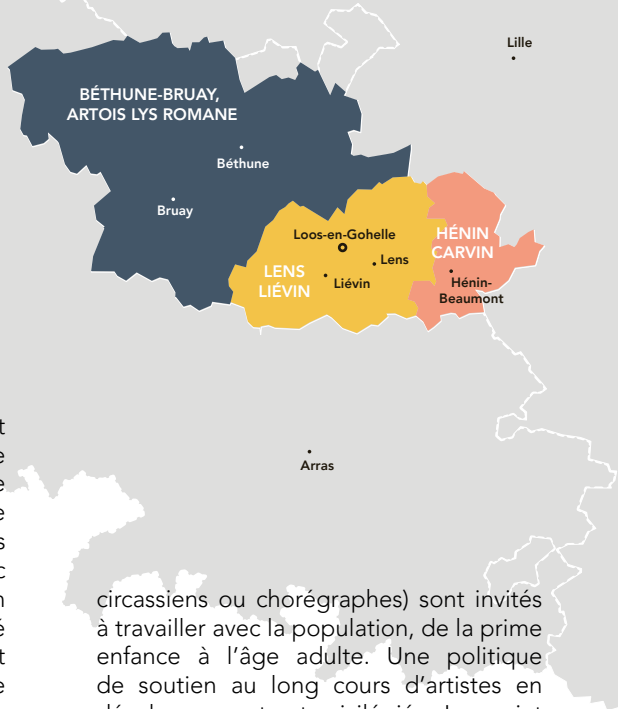 Lille
BÉTHUNE-BRUAY,
ARTOIS LYS ROMANE
Béthune
Bruay
Loos-en-Gohelle
HÉNIN
CARVIN
Lens
LENS
LIÉVIN
Liévin
Hénin-
Beaumont
Arras
circassiens ou chorégraphes) sont invités
à travailler avec la population, de la prime
enfance à l'âge adulte. Une politique
de soutien au long cours d'artistes en